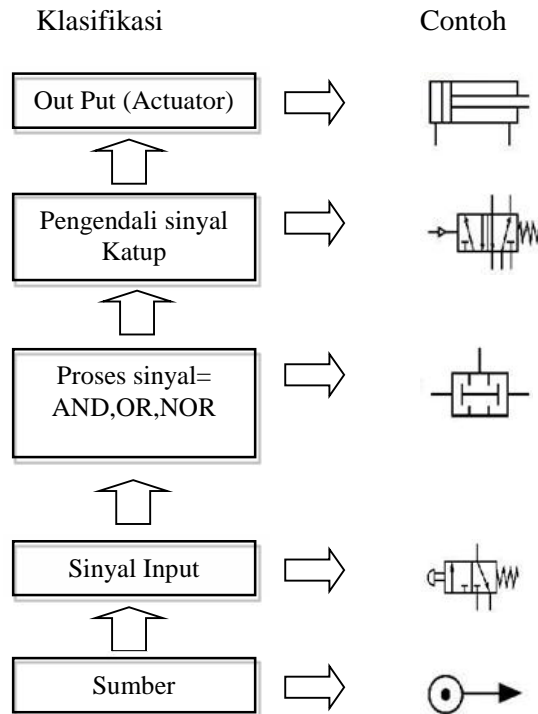 Klasifikasi
Contoh
Out Put (Actuator)
Pengendali sinyal
Katup
Proses sinyal=
AND,OR,NOR
Sinyal Input
Sumber